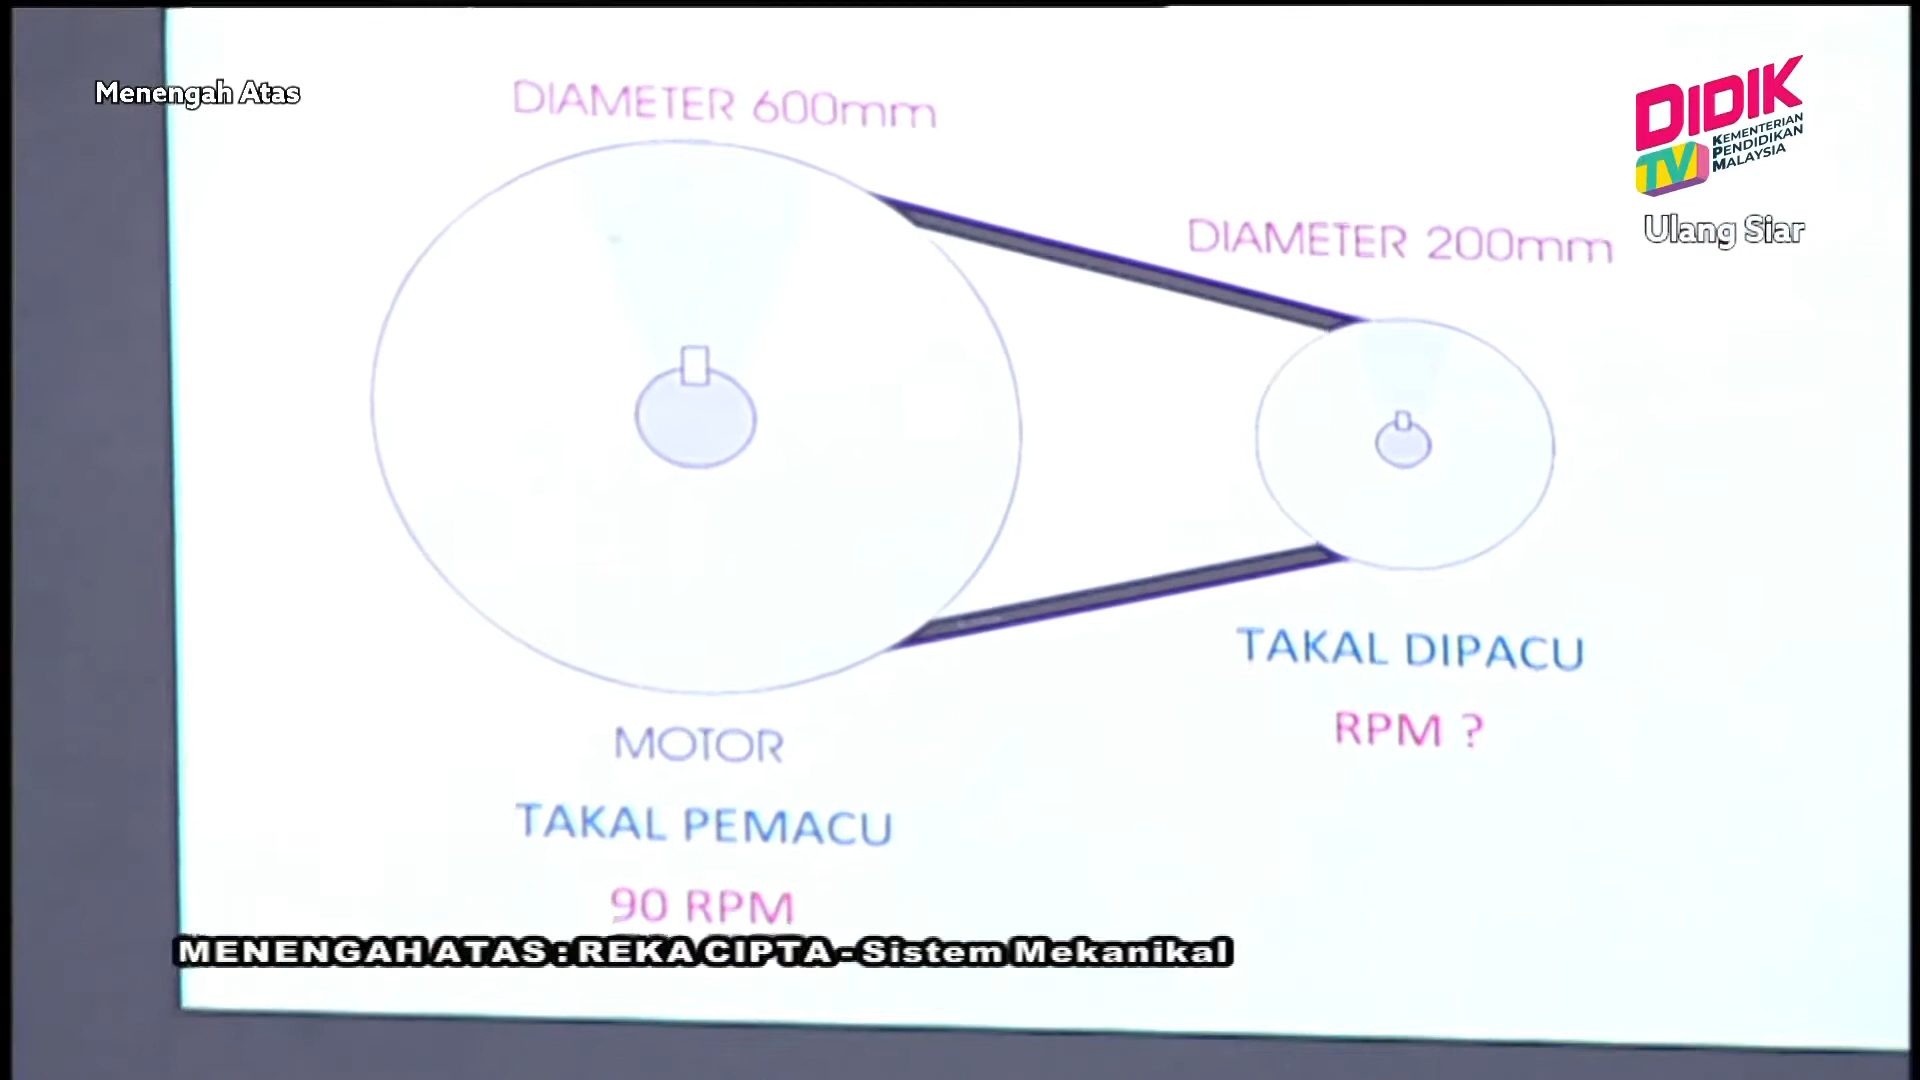 Menengah Atas
DIAMETER 600mm
DIDIK
TV
KEMENTERIAN
PENDIDIKAN
MALAYSIA
Ulang Siar
DIAMETER 200mm
TAKAL DIPACU
RPM ?
MOTOR
TAKAL PEMACU
90 RPM
MENENGAH ATAS : REKA CIPTA - Sistem Mekanikal